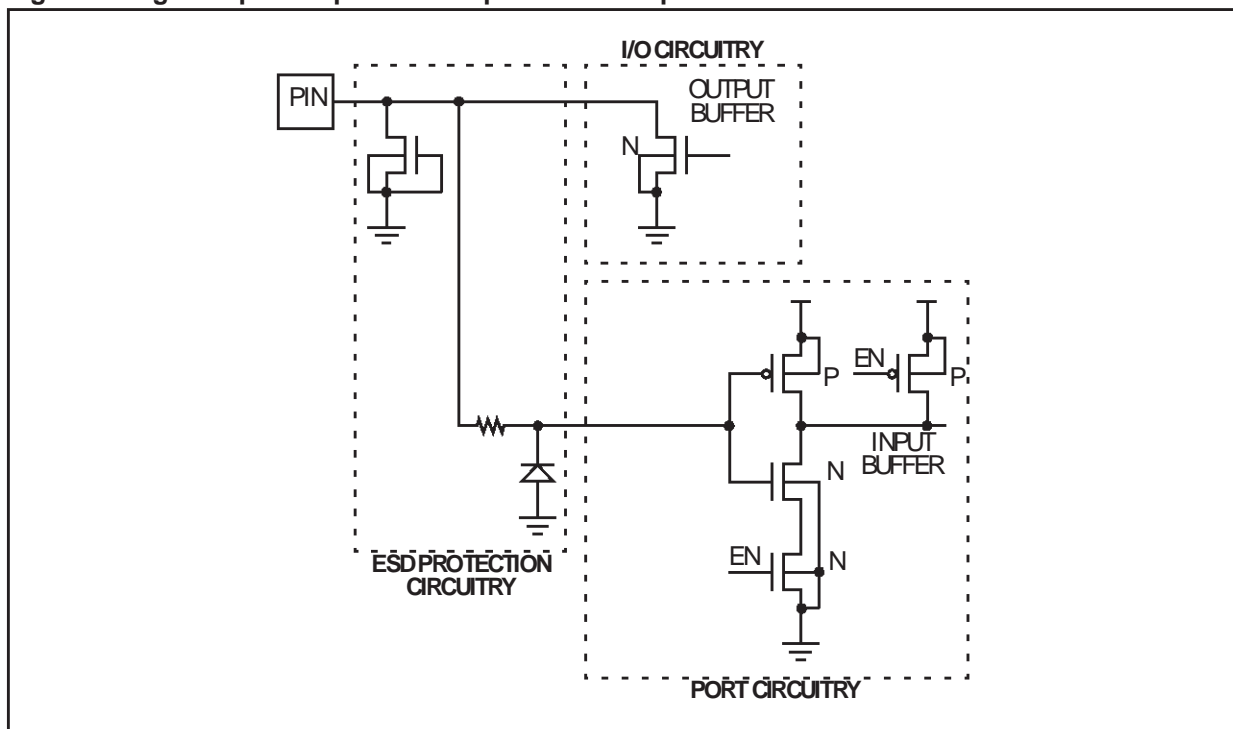 I/O CIRCUITRY
PIN
OUTPUT
BUFFER
N
EN
P
P
INPUT
BUFFER
N
EN
N
ESD PROTECTION
CIRCUITRY
PORT CIRCUITRY